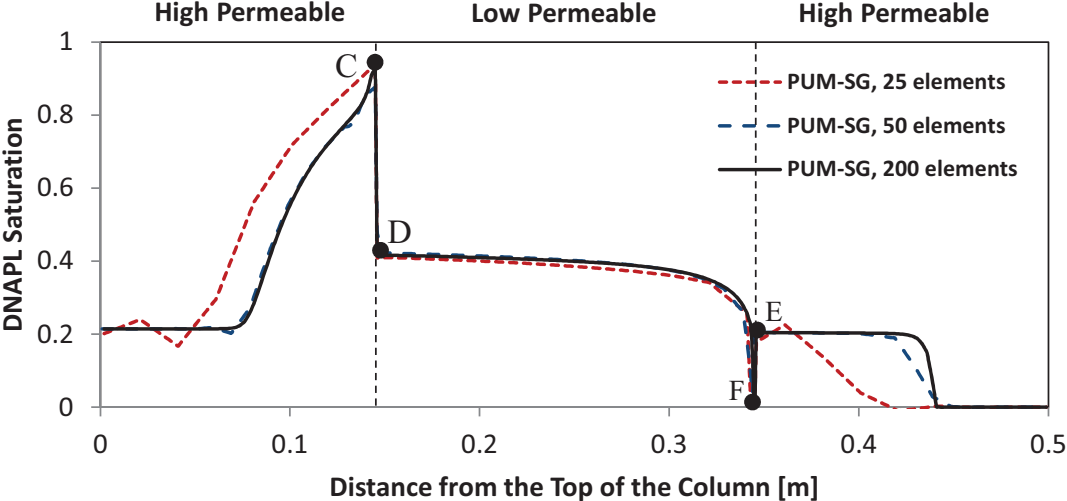 High Permeable Low Permeable High Permeable
1
0.8
0.6
0.4
0.2
0
DNAPL Saturation
C
D
E
F
PUM-SG, 25 elements
PUM-SG, 50 elements
PUM-SG, 200 elements
0 0.1 0.2 0.3 0.4 0.5
Distance from the Top of the Column [m]